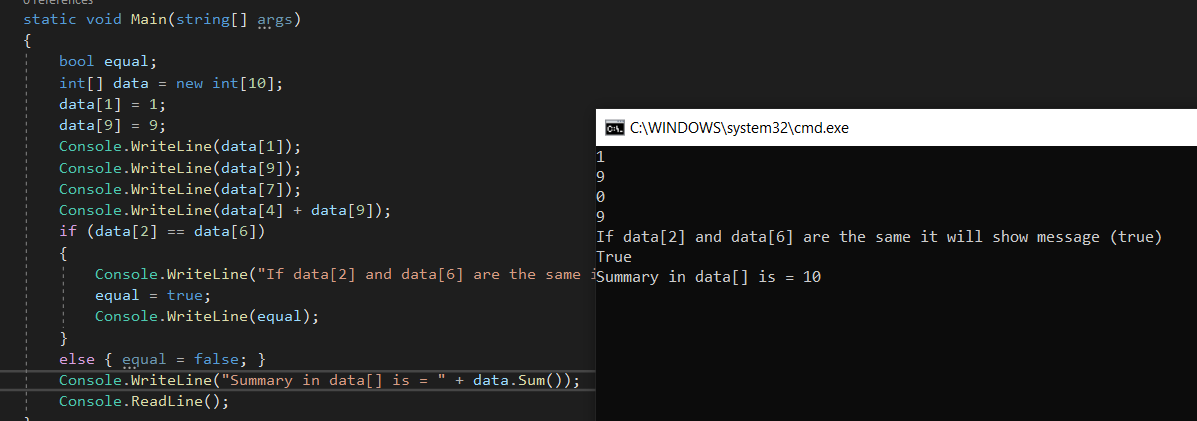 0 references
static void Main(string[] args)
{
bool equal;
int[] data = new int[10];
data[1] = 1;
data[9] = 9;
Console.WriteLine(data[1]);
Console.WriteLine(data[9]);
Console.WriteLine(data[7]);
Console.WriteLine(data[4] + data[9]);
if (data[2] == data[6])
{
Console.WriteLine("If data[2] and data[6] are the same i
equal = true;
Console.WriteLine(equal);
}
else { equal = false; }
Console.WriteLine("Summary in data[] is = " + data.Sum());
Console.ReadLine();
C:\WINDOWS\system32\cmd.exe
1
9
0
9
If data[2] and data[6] are the same it will show message (true)
True
Summary in data[] is = 10